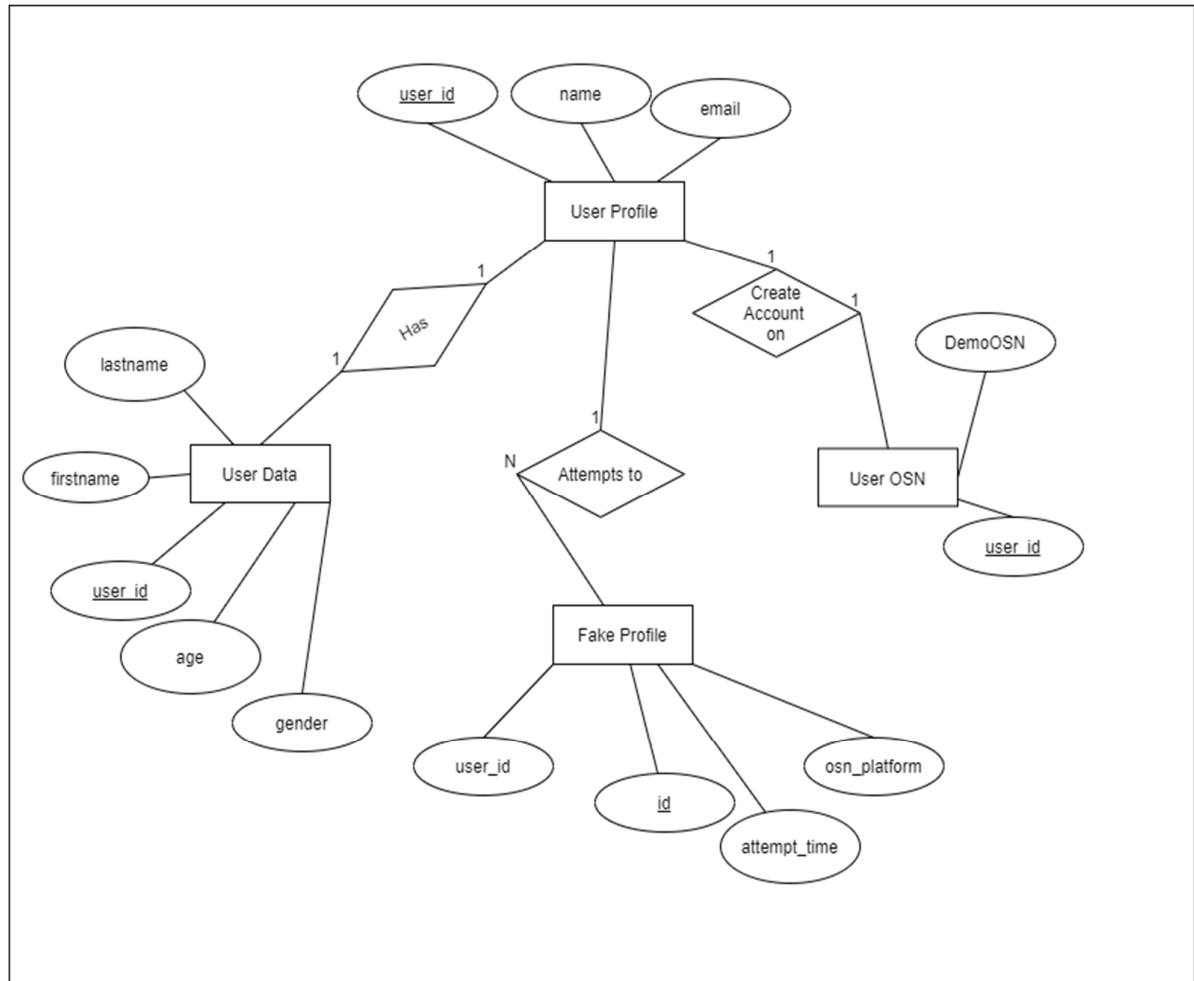 user_id
name
email
User Profile
1
1
Has
1
Create
Account
on
1
DemoOSN
lastname
1
1
N
Attempts to
User Data
firstname
User OSN
user_id
user_id
age
gender
Fake Profile
user_id
id
attempt_time
osn_platform